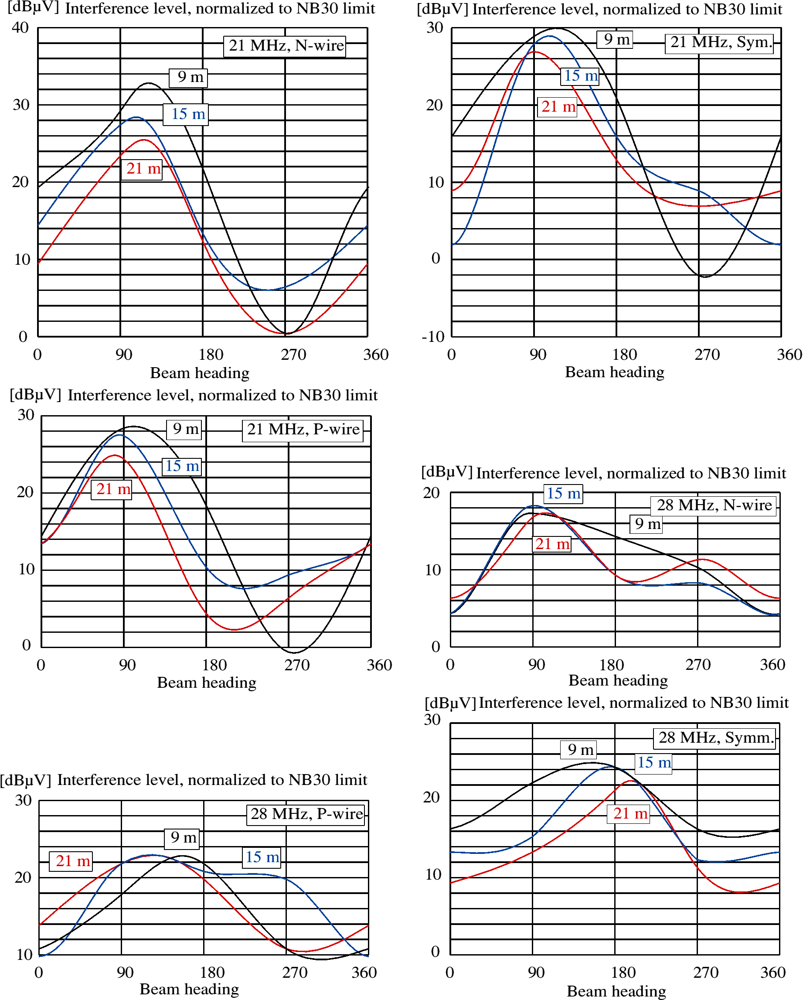 [dBµV] Interference level, normalized to NB30 limit
40
21 MHz, N-wire
9 m
30
15 m
21 m
20
10
0
0 90 180 270 360
Beam heading
[dBµV] Interference level, normalized to NB30 limit
30
9 m
21 MHz, Sym.
15 m
20
21 m
10
0
-10
0 90 180 270 360
Beam heading
[dBµV] Interference level, normalized to NB30 limit
30
9 m
21 MHz, P-wire
15 m
20
21 m
10
0
0 90 180 270 360
Beam heading
[dBµV] Interference level, normalized to NB30 limit
20
15 m
28 MHz, N-wire
9 m
21 m
10
0
0 90 180 270 360
Beam heading
[dBµV] Interference level, normalized to NB30 limit
30
28 MHz, P-wire
9 m
21 m
15 m
20
10
0 90 180 270 360
Beam heading
[dBµV] Interference level, normalized to NB30 limit
30
28 MHz, Symm.
9 m
15 m
20
21 m
10
0
0 90 180 270 360
Beam heading